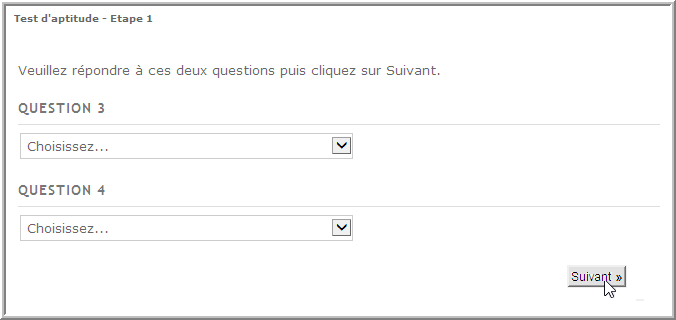 Test d'aptitude - Etape 1
Veuillez répondre à ces deux questions puis cliquez sur Suivant.
QUESTION 3
Choisissez...
QUESTION 4
Choisissez...
Suivant »